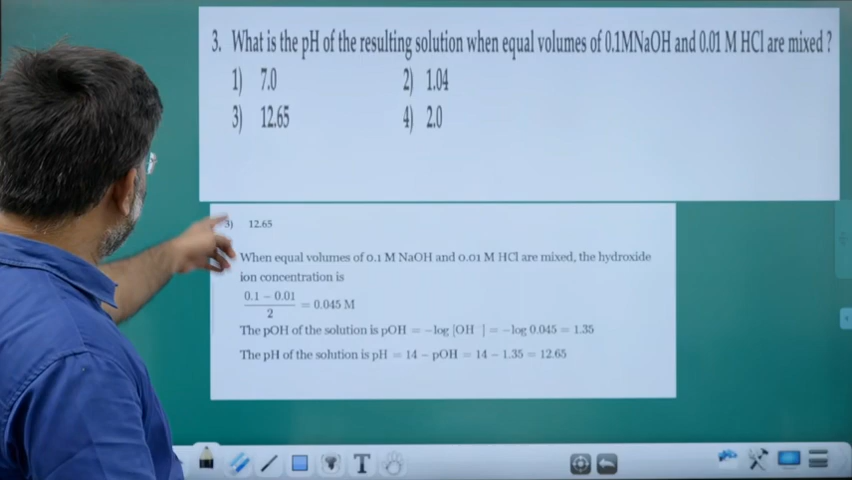 3. What is the pH of the resulting solution when equal volumes of 0.1MNaOH and 0.01 M HCl are mixed ?
1) 7.0 2) 1.04
3) 12.65 4) 2.0
3) 12.65
When equal volumes of 0.1 M NaOH and 0.01 M HCl are mixed, the hydroxide
ion concentration is
0.1 − 0.01
2
= 0.045 M
The pOH of the solution is pOH = −log [OH⁻] = −log 0.045 = 1.35
The pH of the solution is pH = 14 − pOH = 14 − 1.35 = 12.65
T